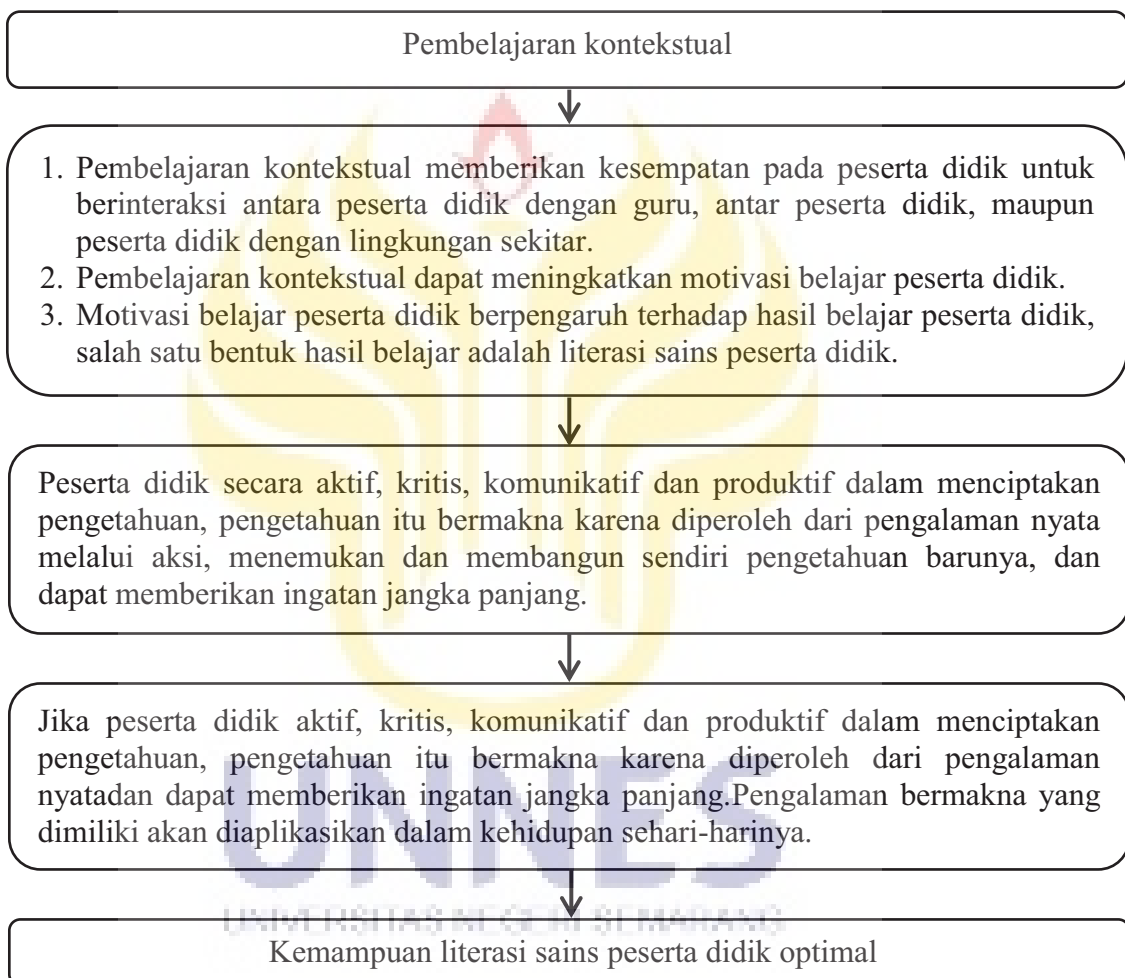 Pembelajaran kontekstual
1. Pembelajaran kontekstual memberikan kesempatan pada peserta didik untuk
berinteraksi antara peserta didik dengan guru, antar peserta didik, maupun
peserta didik dengan lingkungan sekitar.
2. Pembelajaran kontekstual dapat meningkatkan motivasi belajar peserta didik.
3. Motivasi belajar peserta didik berpengaruh terhadap hasil belajar peserta didik,
salah satu bentuk hasil belajar adalah literasi sains peserta didik.
Peserta didik secara aktif, kritis, komunikatif dan produktif dalam menciptakan
pengetahuan, pengetahuan itu bermakna karena diperoleh dari pengalaman nyata
melalui aksi, menemukan dan membangun sendiri pengetahuan barunya, dan
dapat memberikan ingatan jangka panjang.
Jika peserta didik aktif, kritis, komunikatif dan produktif dalam menciptakan
pengetahuan, pengetahuan itu bermakna karena diperoleh dari pengalaman
nyatadan dapat memberikan ingatan jangka panjang.Pengalaman bermakna yang
dimiliki akan diaplikasikan dalam kehidupan sehari-harinya.
UNNES
UNIVERSITAS NEGERI SEMARANG
Kemampuan literasi sains peserta didik optimal